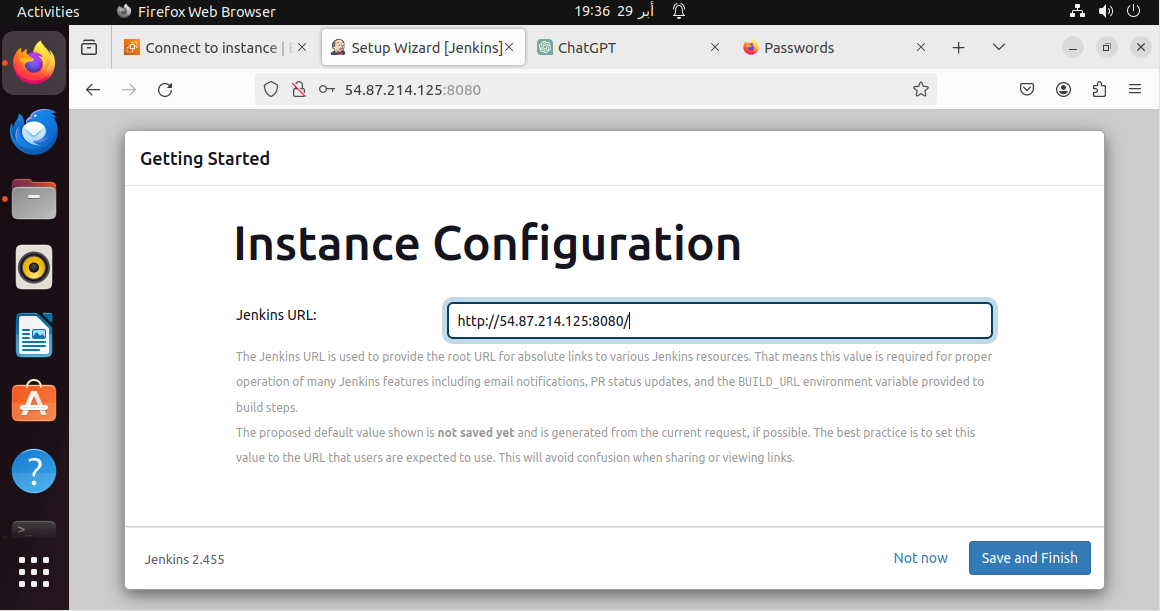 Activities Firefox Web Browser 19:36 29 أبر
Connect to instance | E Setup Wizard [Jenkins] ChatGPT Passwords
54.87.214.125:8080
Getting Started
Instance Configuration
Jenkins URL: http://54.87.214.125:8080/
The Jenkins URL is used to provide the root URL for absolute links to various Jenkins resources. That means this value is required for proper
operation of many Jenkins features including email notifications, PR status updates, and the BUILD_URL environment variable provided to
build steps.
The proposed default value shown is not saved yet and is generated from the current request, if possible. The best practice is to set this
value to the URL that users are expected to use. This will avoid confusion when sharing or viewing links.
Jenkins 2.455 Not now Save and Finish